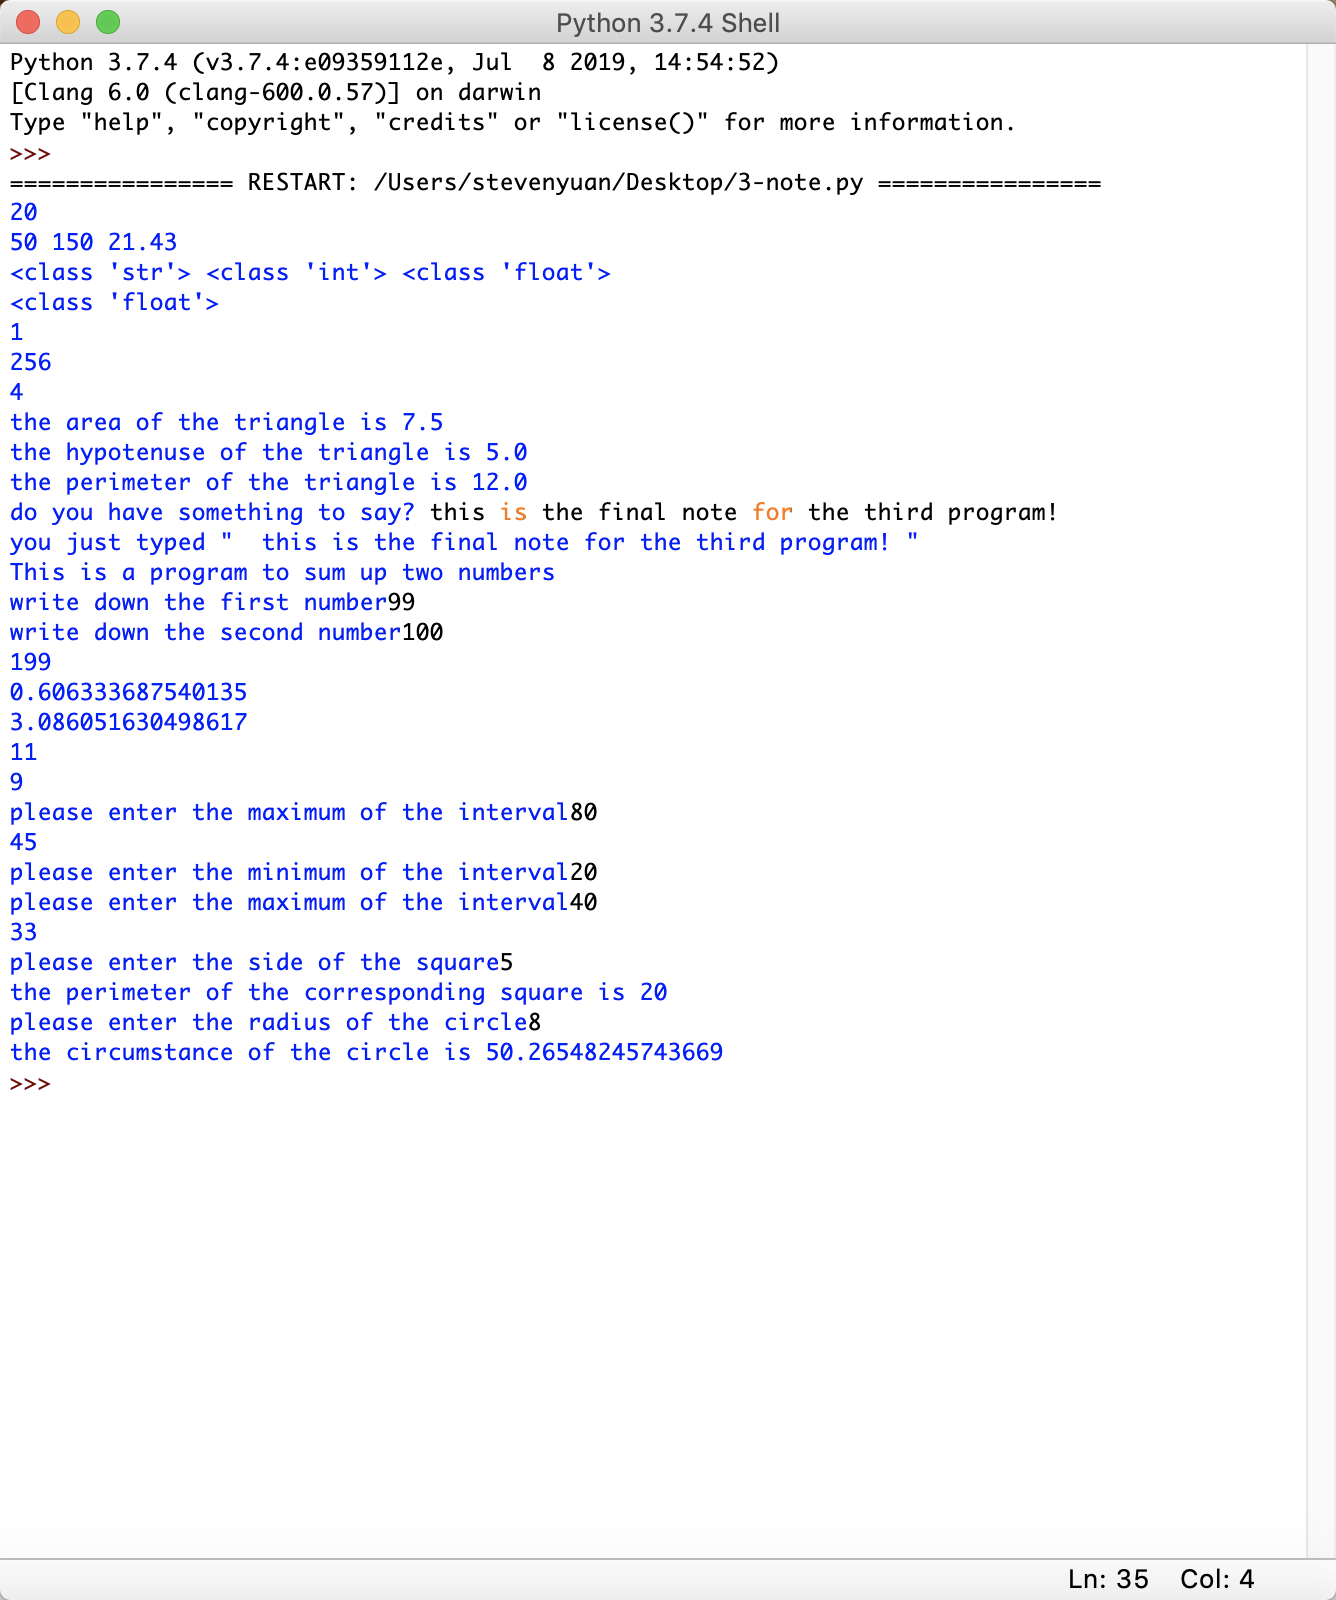 Python 3.7.4 Shell
Python 3.7.4 (v3.7.4:e09359112e, Jul  8 2019, 14:54:52)
[Clang 6.0 (clang-600.0.57)] on darwin
Type "help", "copyright", "credits" or "license()" for more information.
>>>
================ RESTART: /Users/stevenyuan/Desktop/3-note.py ================
20
50 150 21.43
<class 'str'> <class 'int'> <class 'float'>
<class 'float'>
1
256
4
the area of the triangle is 7.5
the hypotenuse of the triangle is 5.0
the perimeter of the triangle is 12.0
do you have something to say? this is the final note for the third program!
you just typed "  this is the final note for the third program! "
This is a program to sum up two numbers
write down the first number99
write down the second number100
199
0.606333687540135
3.086051630498617
11
9
please enter the maximum of the interval80
45
please enter the minimum of the interval20
please enter the maximum of the interval40
33
please enter the side of the square5
the perimeter of the corresponding square is 20
please enter the radius of the circle8
the circumstance of the circle is 50.26548245743669
>>>
Ln: 35  Col: 4